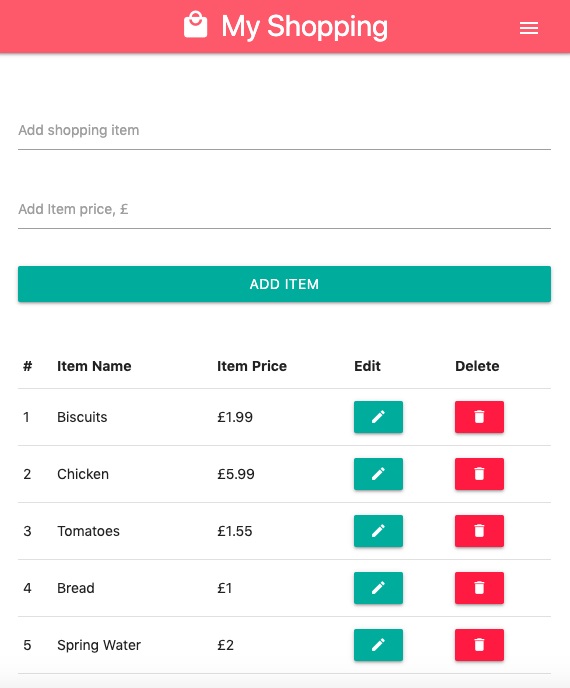 My Shopping
Add shopping item
Add Item price, £
ADD ITEM
# Item Name Item Price Edit Delete
1 Biscuits £1.99
2 Chicken £5.99
3 Tomatoes £1.55
4 Bread £1
5 Spring Water £2